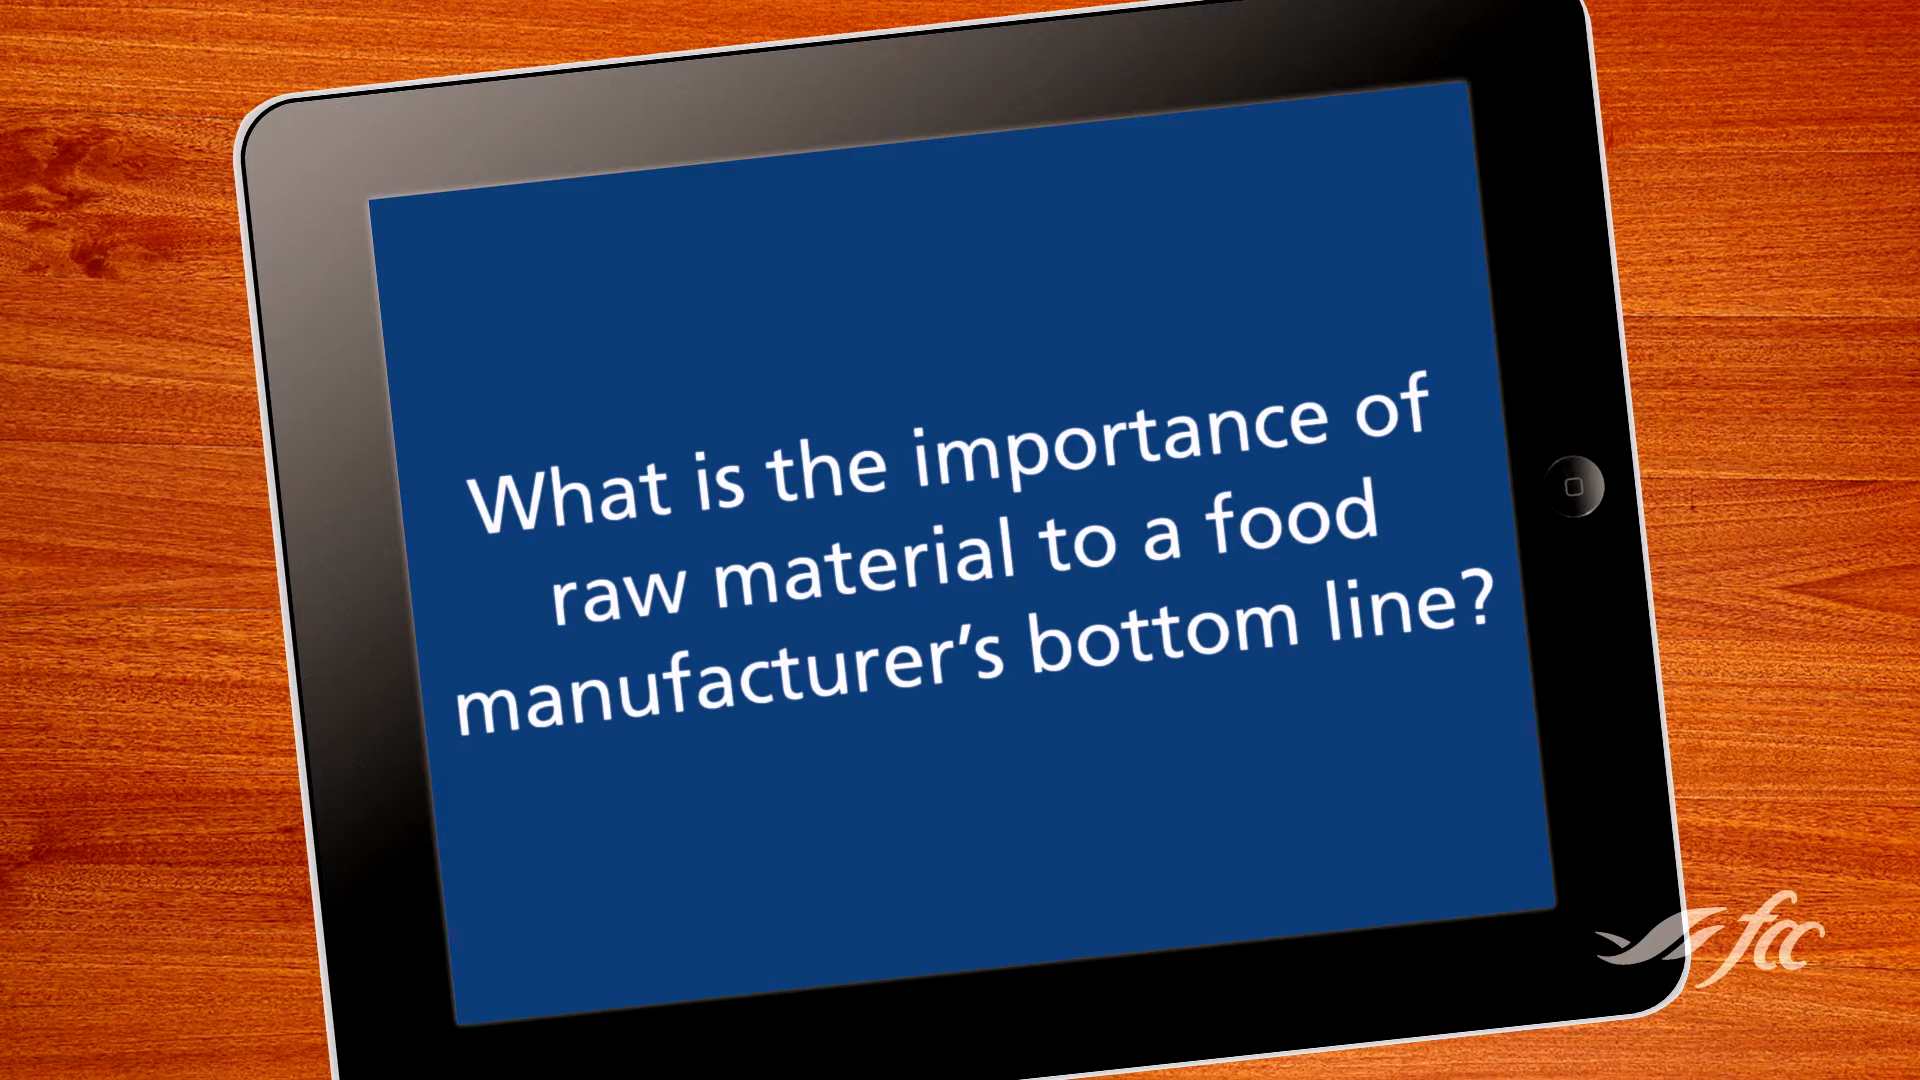 What is the importance of
raw material to a food
manufacturer’s bottom line?
fcc